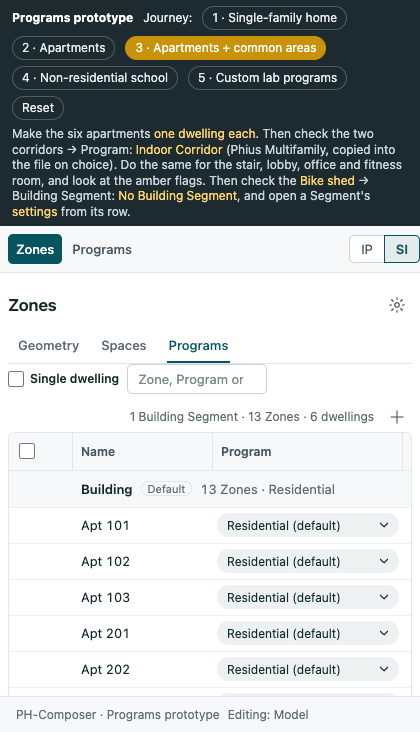 Programs prototype Journey: 1 · Single-family home
2 · Apartments 3 · Apartments + common areas
4 · Non-residential school 5 · Custom lab programs
Reset
Make the six apartments one dwelling each. Then check the two
corridors → Program: Indoor Corridor (Phius Multifamily, copied into
the file on choice). Do the same for the stair, lobby, office and fitness
room, and look at the amber flags. Then check the Bike shed →
Building Segment: No Building Segment, and open a Segment's
settings from its row.
Zones Programs IP SI
Zones
Geometry Spaces Programs
Single dwelling Zone, Program or
1 Building Segment · 13 Zones · 6 dwellings
Name Program
Building Default 13 Zones · Residential
Apt 101 Residential (default)
Apt 102 Residential (default)
Apt 103 Residential (default)
Apt 201 Residential (default)
Apt 202 Residential (default)
PH-Composer · Programs prototype Editing: Model